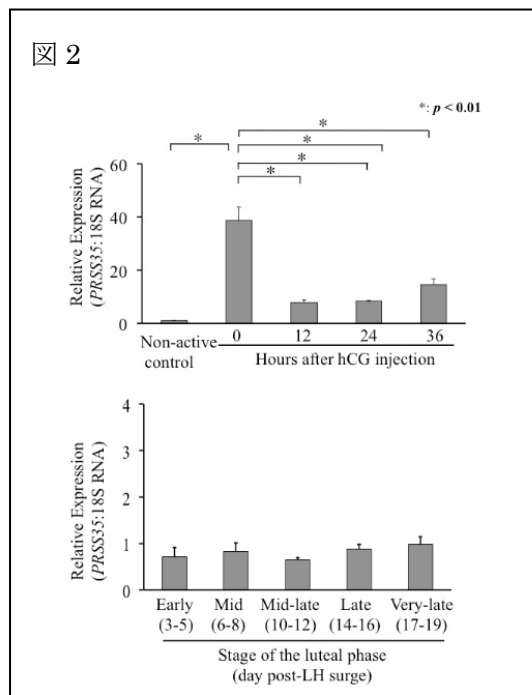 図 2
*: p < 0.01
* * * * *
Relative Expression
(PRSS35:18S RNA)
60
40
20
0
Non-active
control
0 12 24 36
Hours after hCG injection
Relative Expression
(PRSS35:18S RNA)
4
3
2
1
0
Early Mid Mid-late Late Very-late
(3-5) (6-8) (10-12) (14-16) (17-19)
Stage of the luteal phase
(day post-LH surge)